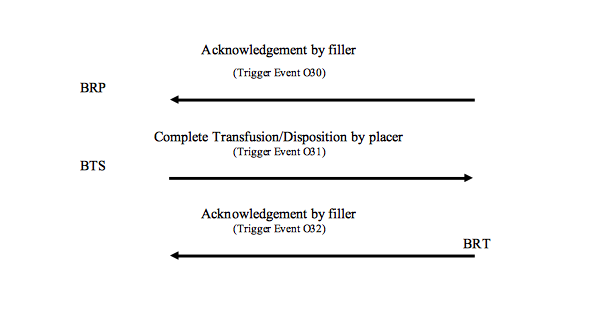 Acknowledgement by filler
(Trigger Event O30)
BRP
Complete Transfusion/Disposition by placer
(Trigger Event O31)
BTS
Acknowledgement by filler
(Trigger Event O32)
BRT